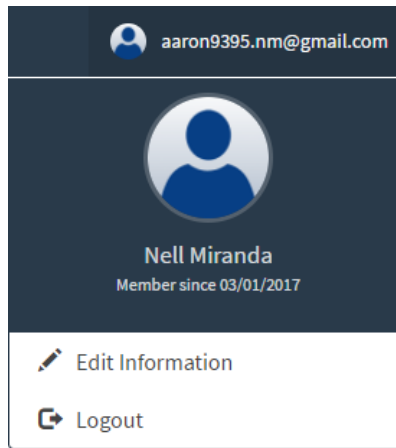 aaron9395.nm@gmail.com
Nell Miranda
Member since 03/01/2017
Edit Information
Logout